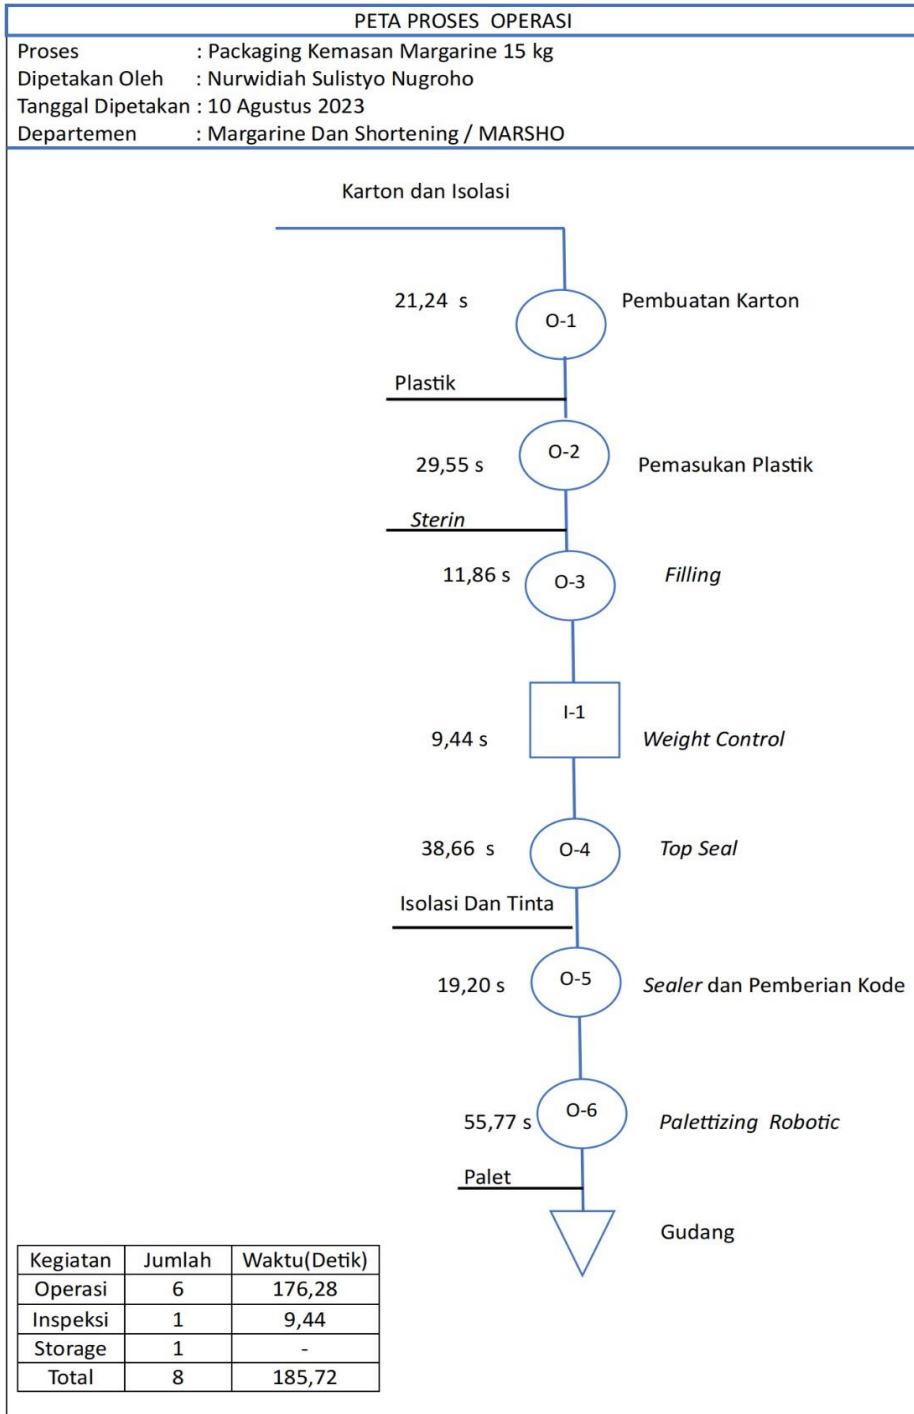 PETA PROSES OPERASI
Proses : Packaging Kemasan Margarine 15 kg
Dipetakan Oleh : Nurwidiah Sulistyo Nugroho
Tanggal Dipetakan : 10 Agustus 2023
Departemen : Margarine Dan Shortening / MARSHO
Karton dan Isolasi
21,24 s O-1 Pembuatan Karton
Plastik
29,55 s O-2 Pemasukan Plastik
Sterin
11,86 s O-3 Filling
I-1
9,44 s Weight Control
38,66 s O-4 Top Seal
Isolasi Dan Tinta
19,20 s O-5 Sealer dan Pemberian Kode
55,77 s O-6 Palettizing Robotic
Palet
Gudang
Kegiatan Jumlah Waktu(Detik)
Operasi 6 176,28
Inspeksi 1 9,44
Storage 1 -
Total 8 185,72